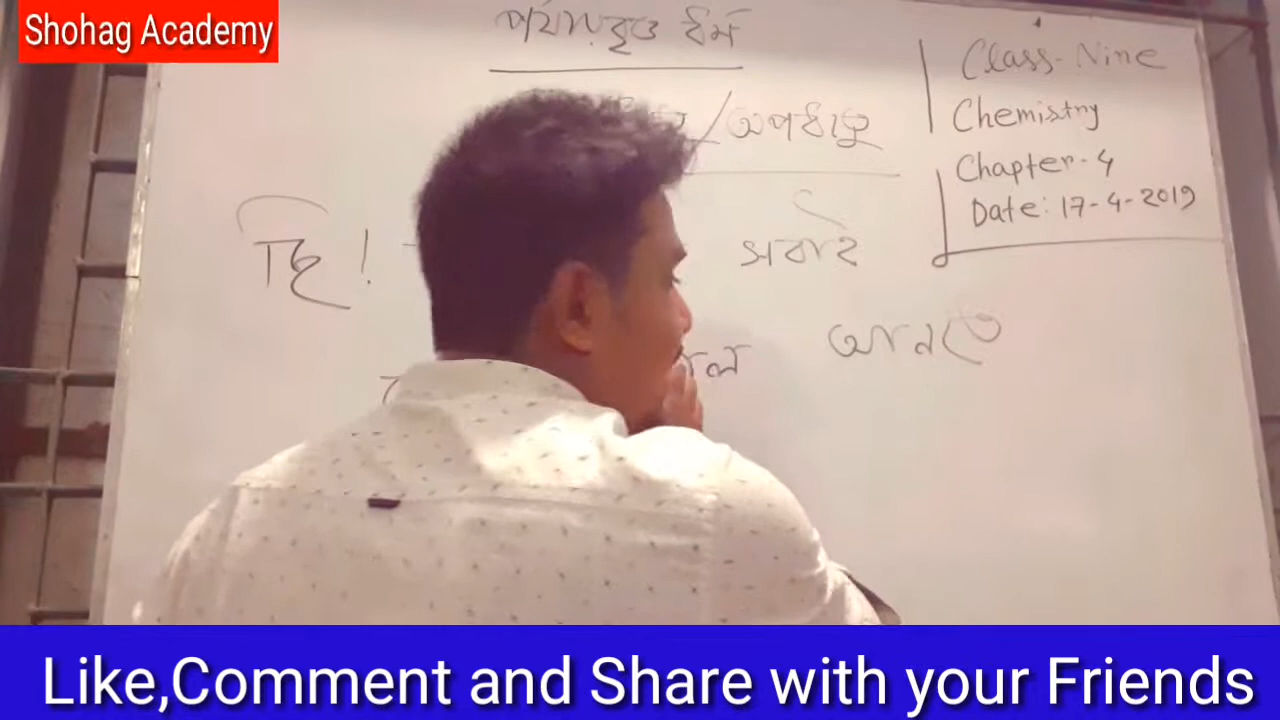 Shohag Academy
পর্যায়বৃত্ত ধর্ম
Class-Nine
Chemistry
Chapter-4
Date: 17-4-2019
/অপধাতু
ছি! সবাই
আনতে
Like,Comment and Share with your Friends